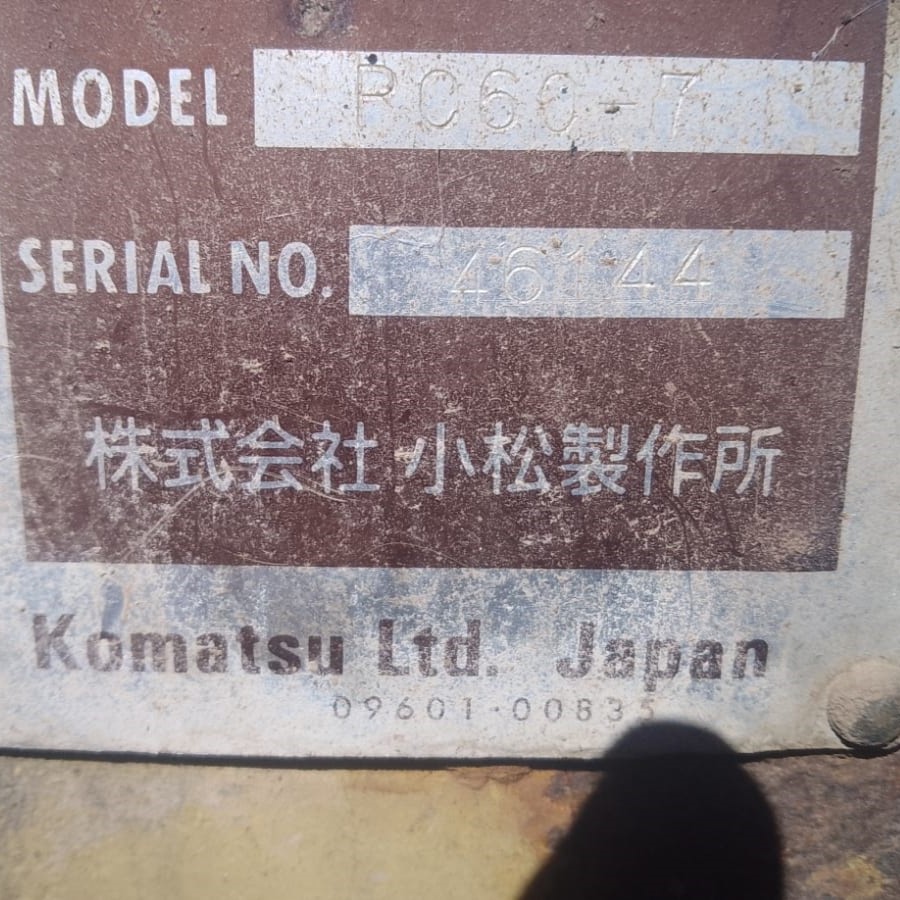 MODEL PC60-7
SERIAL NO. 46144
株式会社 小松製作所
Komatsu Ltd. Japan
09601-00835